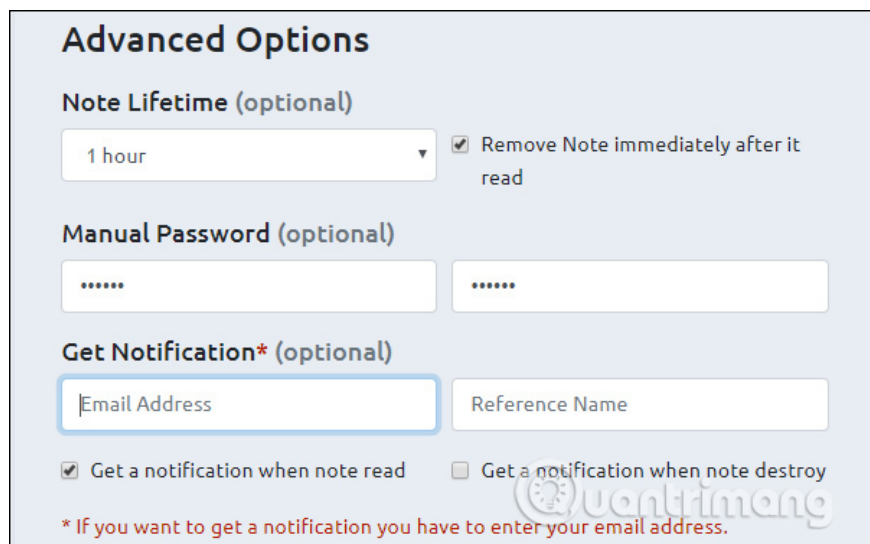 Advanced Options
Note Lifetime (optional)
1 hour
Remove Note immediately after it
read
Manual Password (optional)
•••••• ••••••
Get Notification* (optional)
Email Address Reference Name
Get a notification when note read Get a notification when note destroy
Quantrimang
* If you want to get a notification you have to enter your email address.